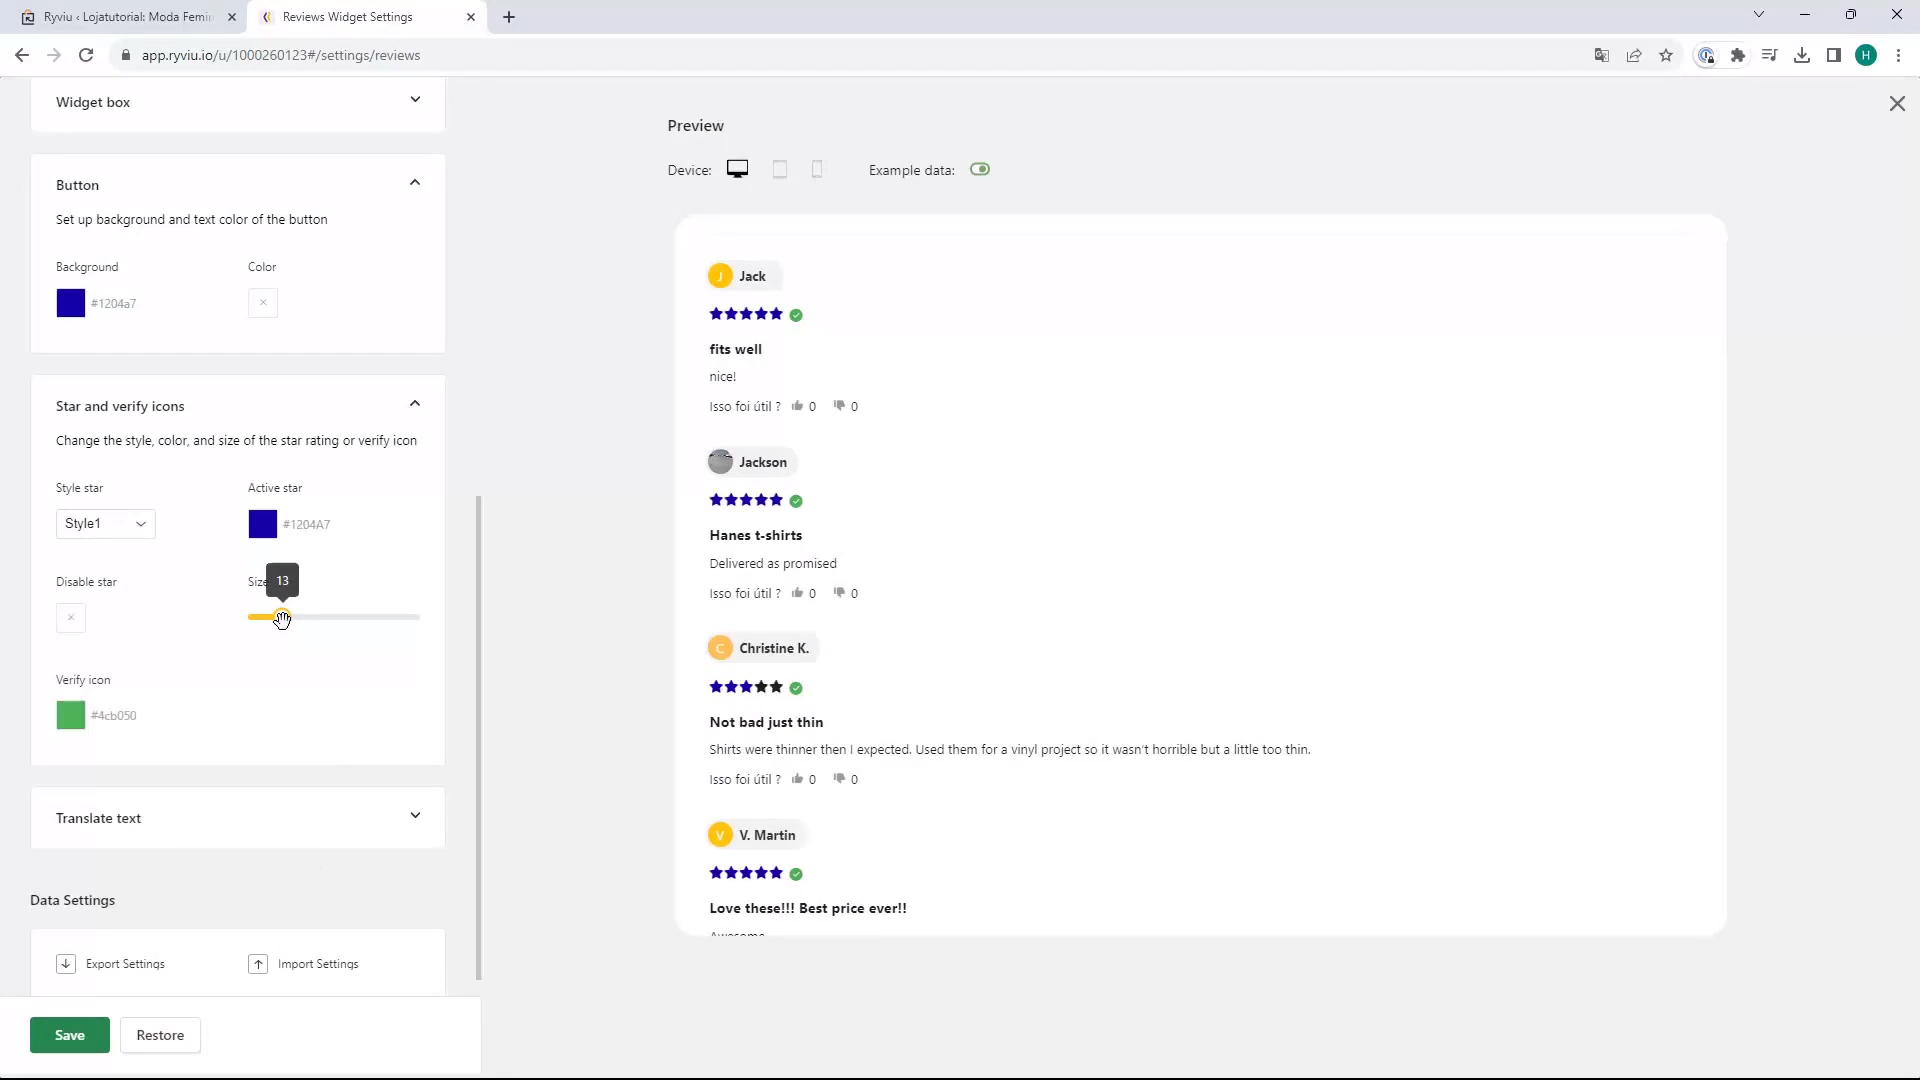 Ryviu ‹ Lojatutorial: Moda Femin
Reviews Widget Settings
app.ryviu.io/u/1000260123#/settings/reviews
H
Widget box
Button
Set up background and text color of the button
Background
Color
#1204a7
Star and verify icons
Change the style, color, and size of the star rating or verify icon
Style star
Active star
Style1
#1204A7
Disable star
Size
13
Verify icon
#4cb050
Translate text
Data Settings
Export Settings
Import Settings
Save
Restore
Preview
Device:
Example data:
J
Jack
fits well
nice!
Isso foi útil ? 0 0
Jackson
Hanes t-shirts
Delivered as promised
Isso foi útil ? 0 0
C
Christine K.
Not bad just thin
Shirts were thinner then I expected. Used them for a vinyl project so it wasn't horrible but a little too thin.
Isso foi útil ? 0 0
V
V. Martin
Love these!!! Best price ever!!
Awesome